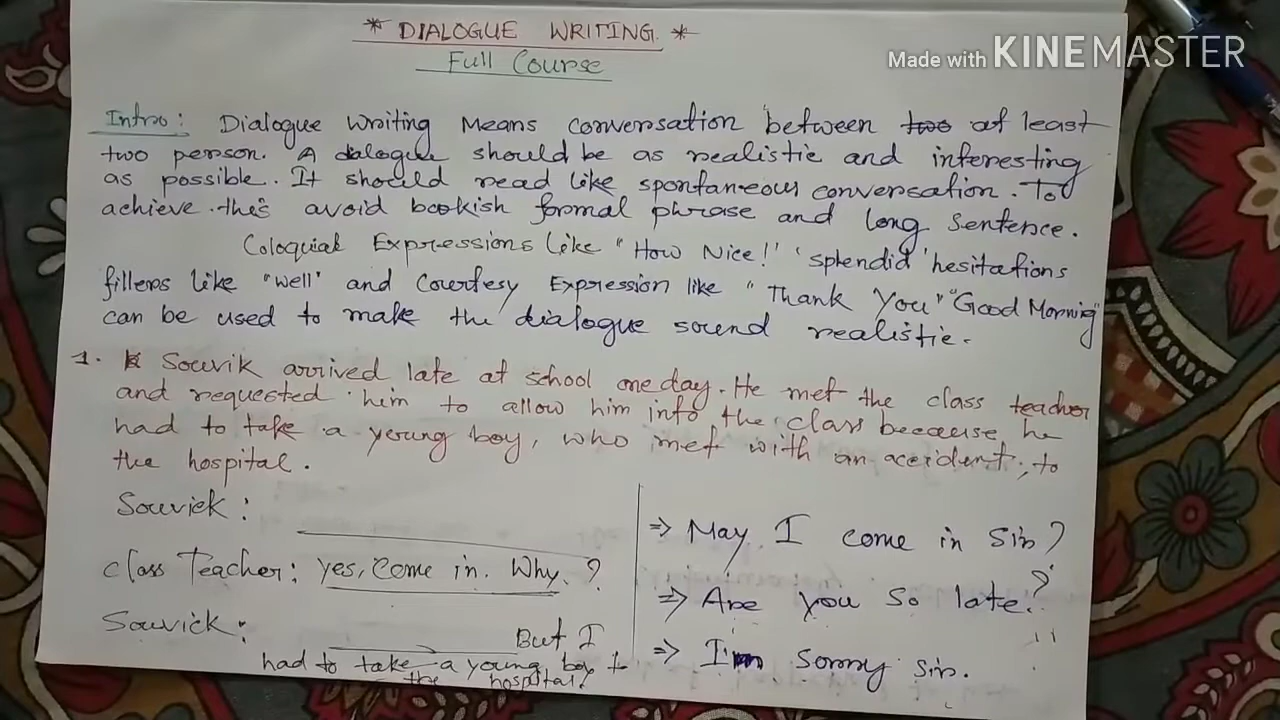 * DIALOGUE WRITING *
Full Course
Made with KINEMASTER
Intro: Dialogue writing Means conversation between two at least
two person. A dialogue should be as realistic and interesting
as possible. It should read like spontaneous conversation. To
achieve this avoid bookish formal phrase and long sentence.
Coloquial Expressions like "How Nice!" 'splendid' hesitations
fillers like "well" and Courtesy Expression like "Thank You" "Good Morning"
can be used to make the dialogue sound realistic.
1. Souvik arrived late at school one day. He met the class teacher
and requested him to allow him into the class because he
had to take a young boy, who met with an accident, to
the hospital.
Souvick:
class Teacher: yes, come in. Why ?
Souvick: But I
had to take a young boy to
the hospital.
⇒ May I come in Sir?
⇒ Are you so late?
⇒ I'm sorry sir.